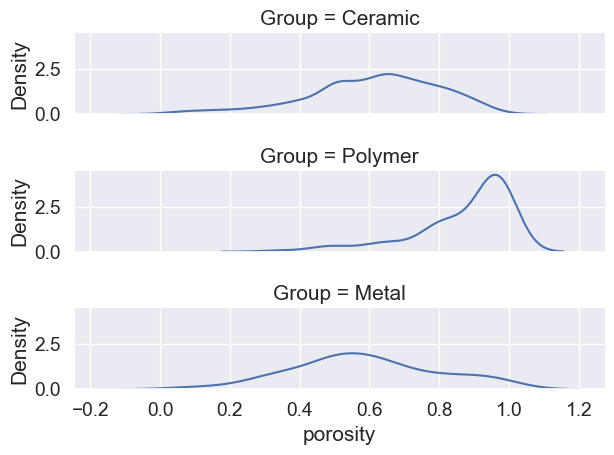 Group = Ceramic
Density
2.5
0.0
Group = Polymer
Density
2.5
0.0
Group = Metal
Density
2.5
0.0
−0.2 0.0 0.2 0.4 0.6 0.8 1.0 1.2
porosity